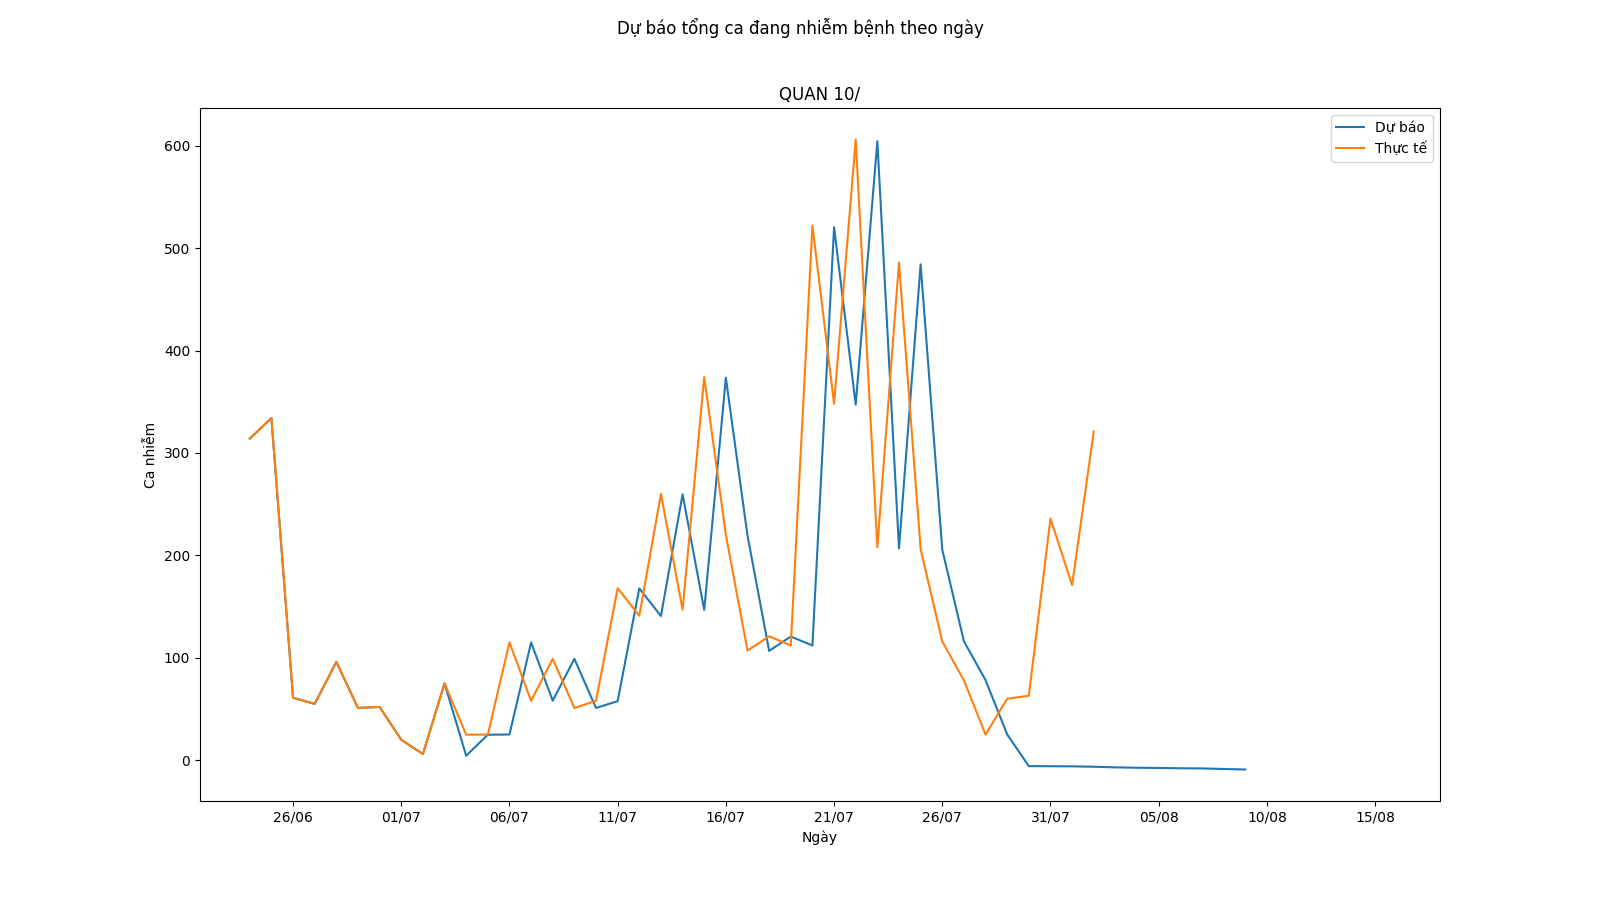 Dự báo tổng ca đang nhiễm bệnh theo ngày
QUAN 10/
Dự báo
Thực tế
600
500
400
300
200
100
0
Ca nhiễm
26/06 01/07 06/07 11/07 16/07 21/07 26/07 31/07 05/08 10/08 15/08
Ngày